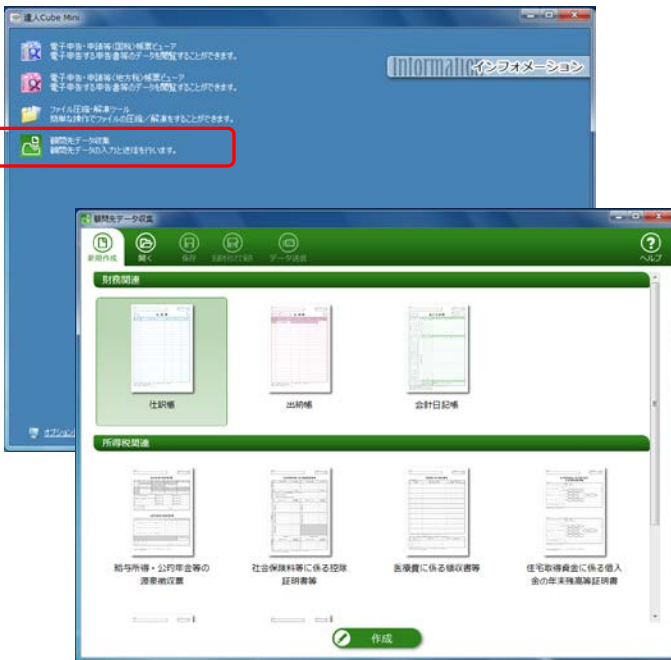 達人Cube Mini
電子申告・申請等(国税)帳票ビューア
電子申告する申告書等のデータを閲覧することができます。
電子申告・申請等(地方税)帳票ビューア
電子申告する申告書等のデータを閲覧することができます。
ファイル圧縮・解凍ツール
簡単な操作でファイルの圧縮/解凍をすることができます。
顧問先データ収集
顧問先データの入力と送信を行います。
Information
インフォメーション
オプション
顧問先データ収集
新規作成
開く
保存
名前を付けて保存
データ送信
ヘルプ
財務関連
仕訳帳
出納帳
会計日記帳
所得税関連
給与所得・公的年金等の
源泉徴収票
社会保険料等に係る控除
証明書等
医療費に係る領収書等
住宅取得資金に係る借入
金の年末残高等証明書
作成